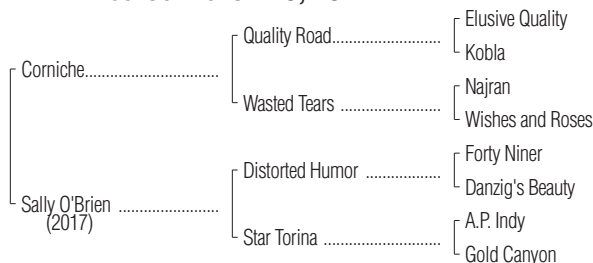 Elusive Quality
Quality Road
Kobla
Corniche
Najran
Wasted Tears
Wishes and Roses
Forty Niner
Distorted Humor
Danzig's Beauty
Sally O'Brien
(2017)
A.P. Indy
Star Torina
Gold Canyon